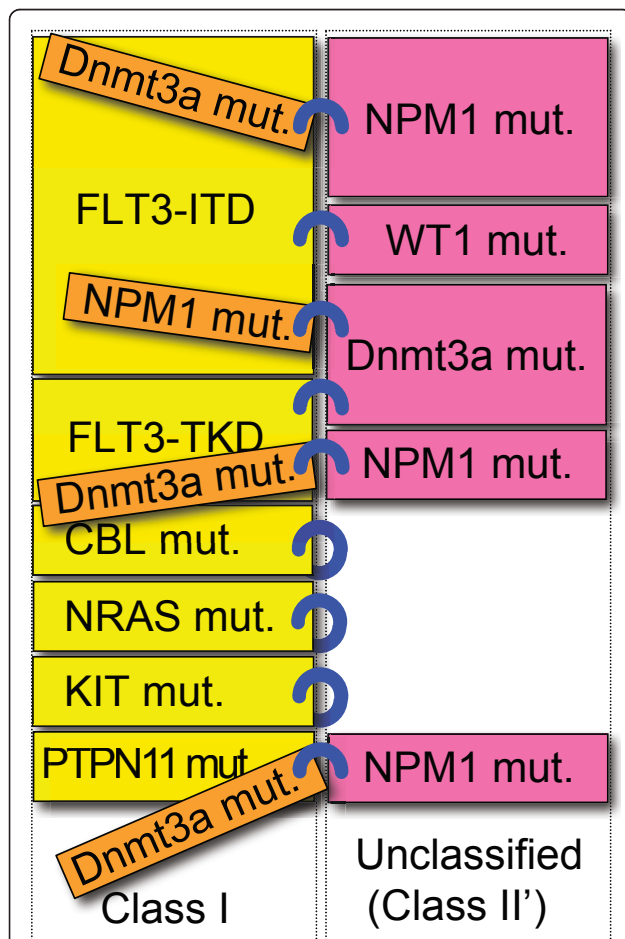 Dnmt3a mut.
FLT3-ITD
NPM1 mut.
FLT3-TKD
Dnmt3a mut.
CBL mut.
NRAS mut.
KIT mut.
PTPN11 mut
Dnmt3a mut.
Class I
NPM1 mut.
WT1 mut.
Dnmt3a mut.
NPM1 mut.
NPM1 mut.
Unclassified
(Class II')